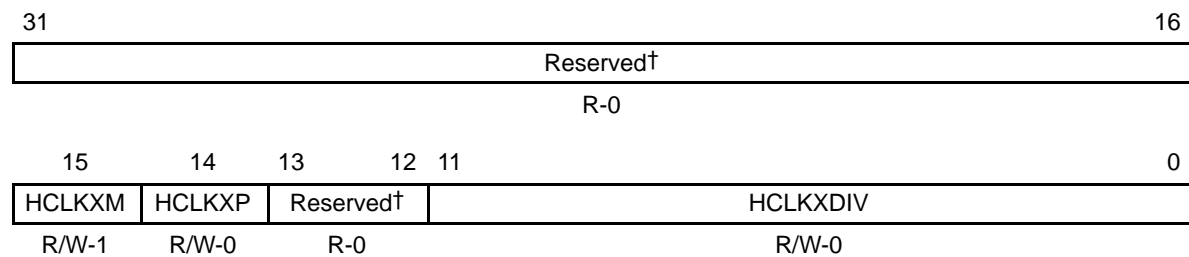 31 16
Reserved†
R-0
15 14 13 12 11 0
HCLKXM HCLKXP Reserved† HCLKXDIV
R/W-1 R/W-0 R-0 R/W-0